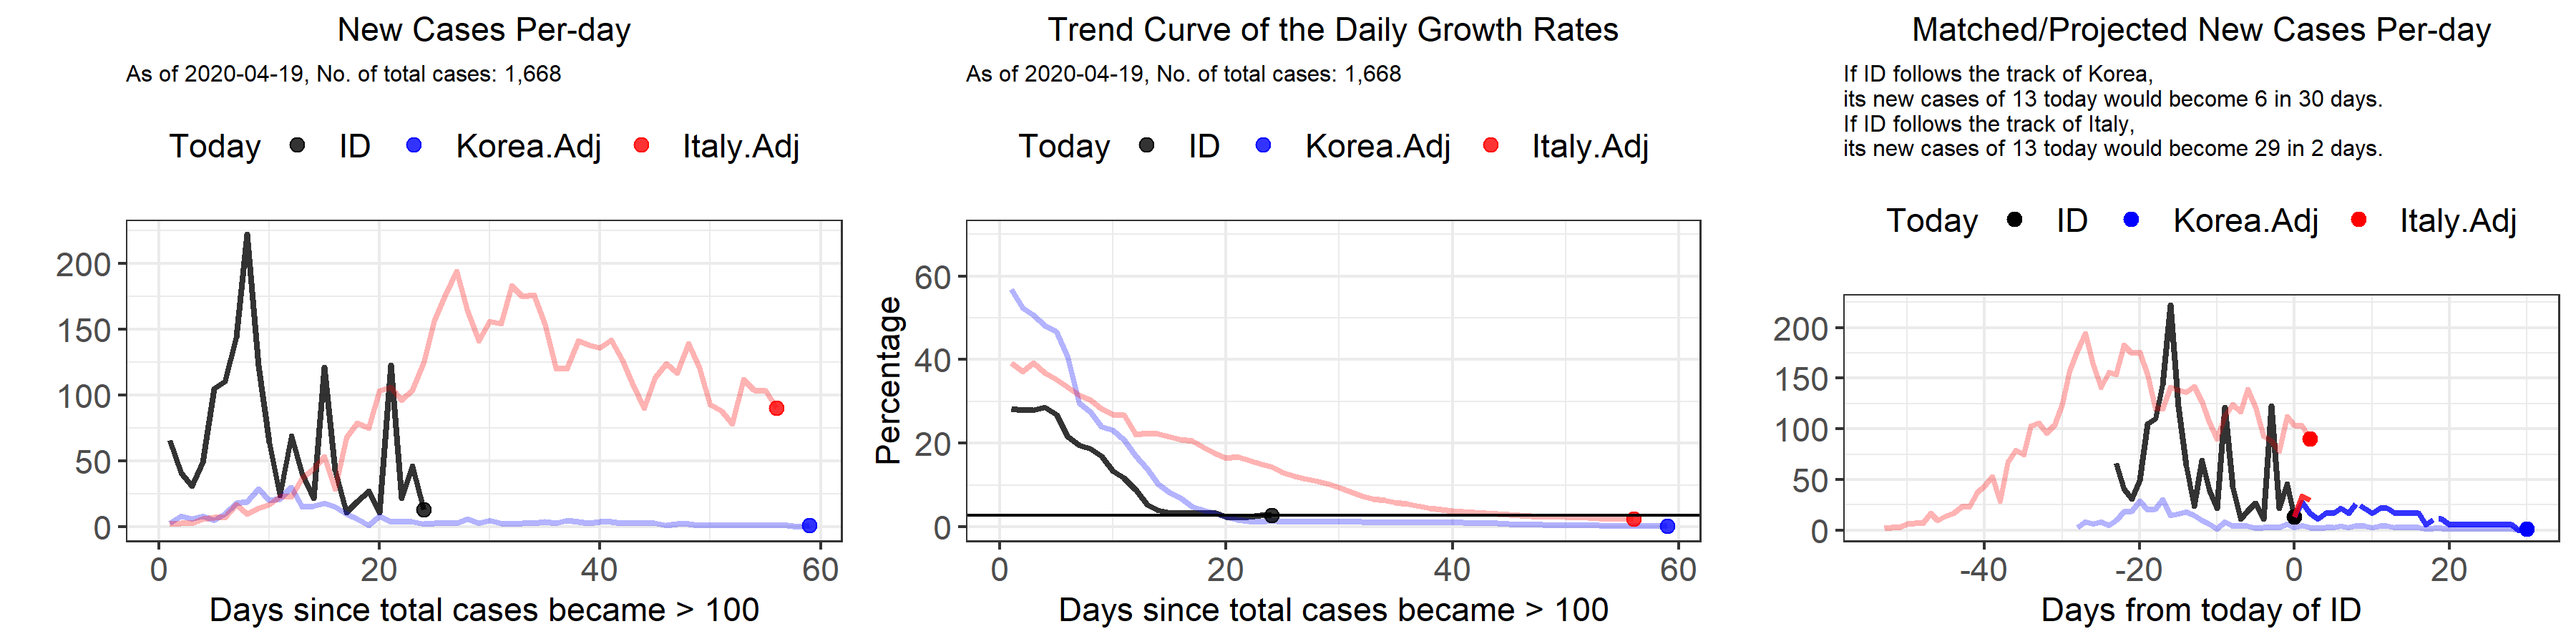 New Cases Per-day
As of 2020-04-19, No. of total cases: 1,668
Today ID Korea.Adj Italy.Adj
200
150
100
50
0
0 20 40 60
Days since total cases became > 100
Trend Curve of the Daily Growth Rates
As of 2020-04-19, No. of total cases: 1,668
Today ID Korea.Adj Italy.Adj
Percentage
60
40
20
0
0 20 40 60
Days since total cases became > 100
Matched/Projected New Cases Per-day
If ID follows the track of Korea,
its new cases of 13 today would become 6 in 30 days.
If ID follows the track of Italy,
its new cases of 13 today would become 29 in 2 days.
Today ID Korea.Adj Italy.Adj
200
150
100
50
0
-40 -20 0 20
Days from today of ID